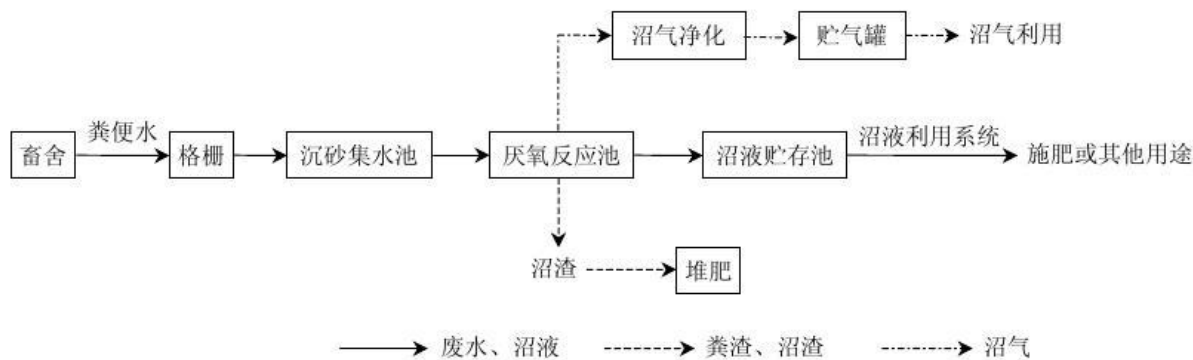 沼气净化
贮气罐
沼气利用
粪便水
沼液利用系统
畜舍
格栅
沉砂集水池
厌氧反应池
沼液贮存池
施肥或其他用途
沼渣
堆肥
废水、沼液
粪渣、沼渣
沼气